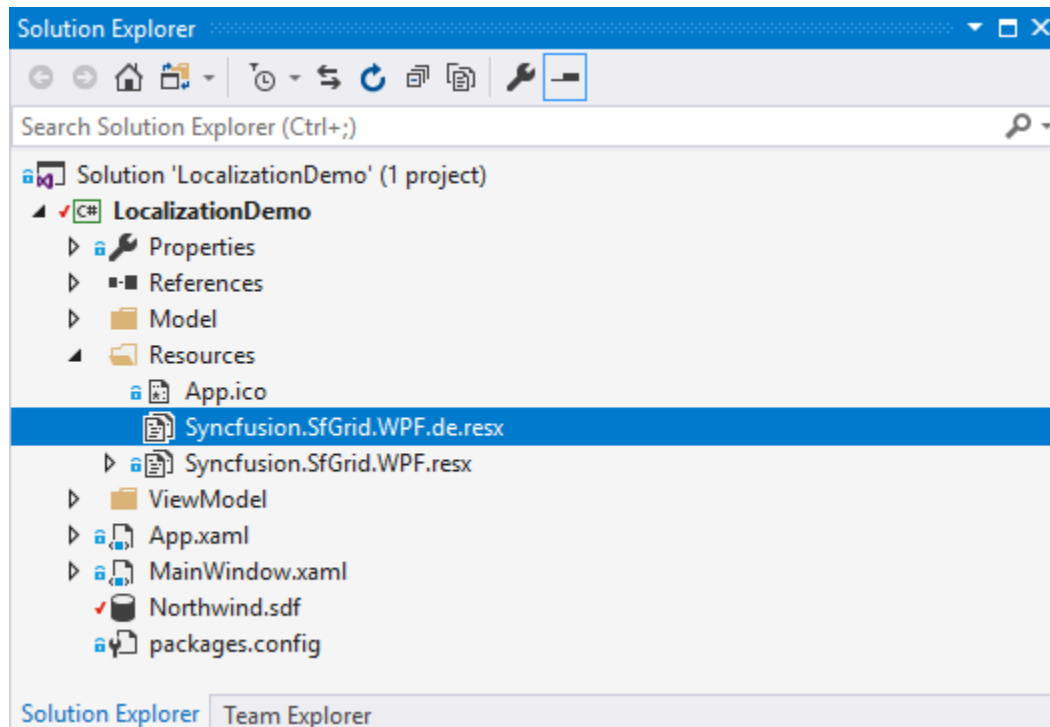 Solution Explorer
Search Solution Explorer (Ctrl+;)
Solution 'LocalizationDemo' (1 project)
C# LocalizationDemo
Properties
References
Model
Resources
App.ico
Syncfusion.SfGrid.WPF.de.resx
Syncfusion.SfGrid.WPF.resx
ViewModel
App.xaml
MainWindow.xaml
Northwind.sdf
packages.config
Solution Explorer Team Explorer